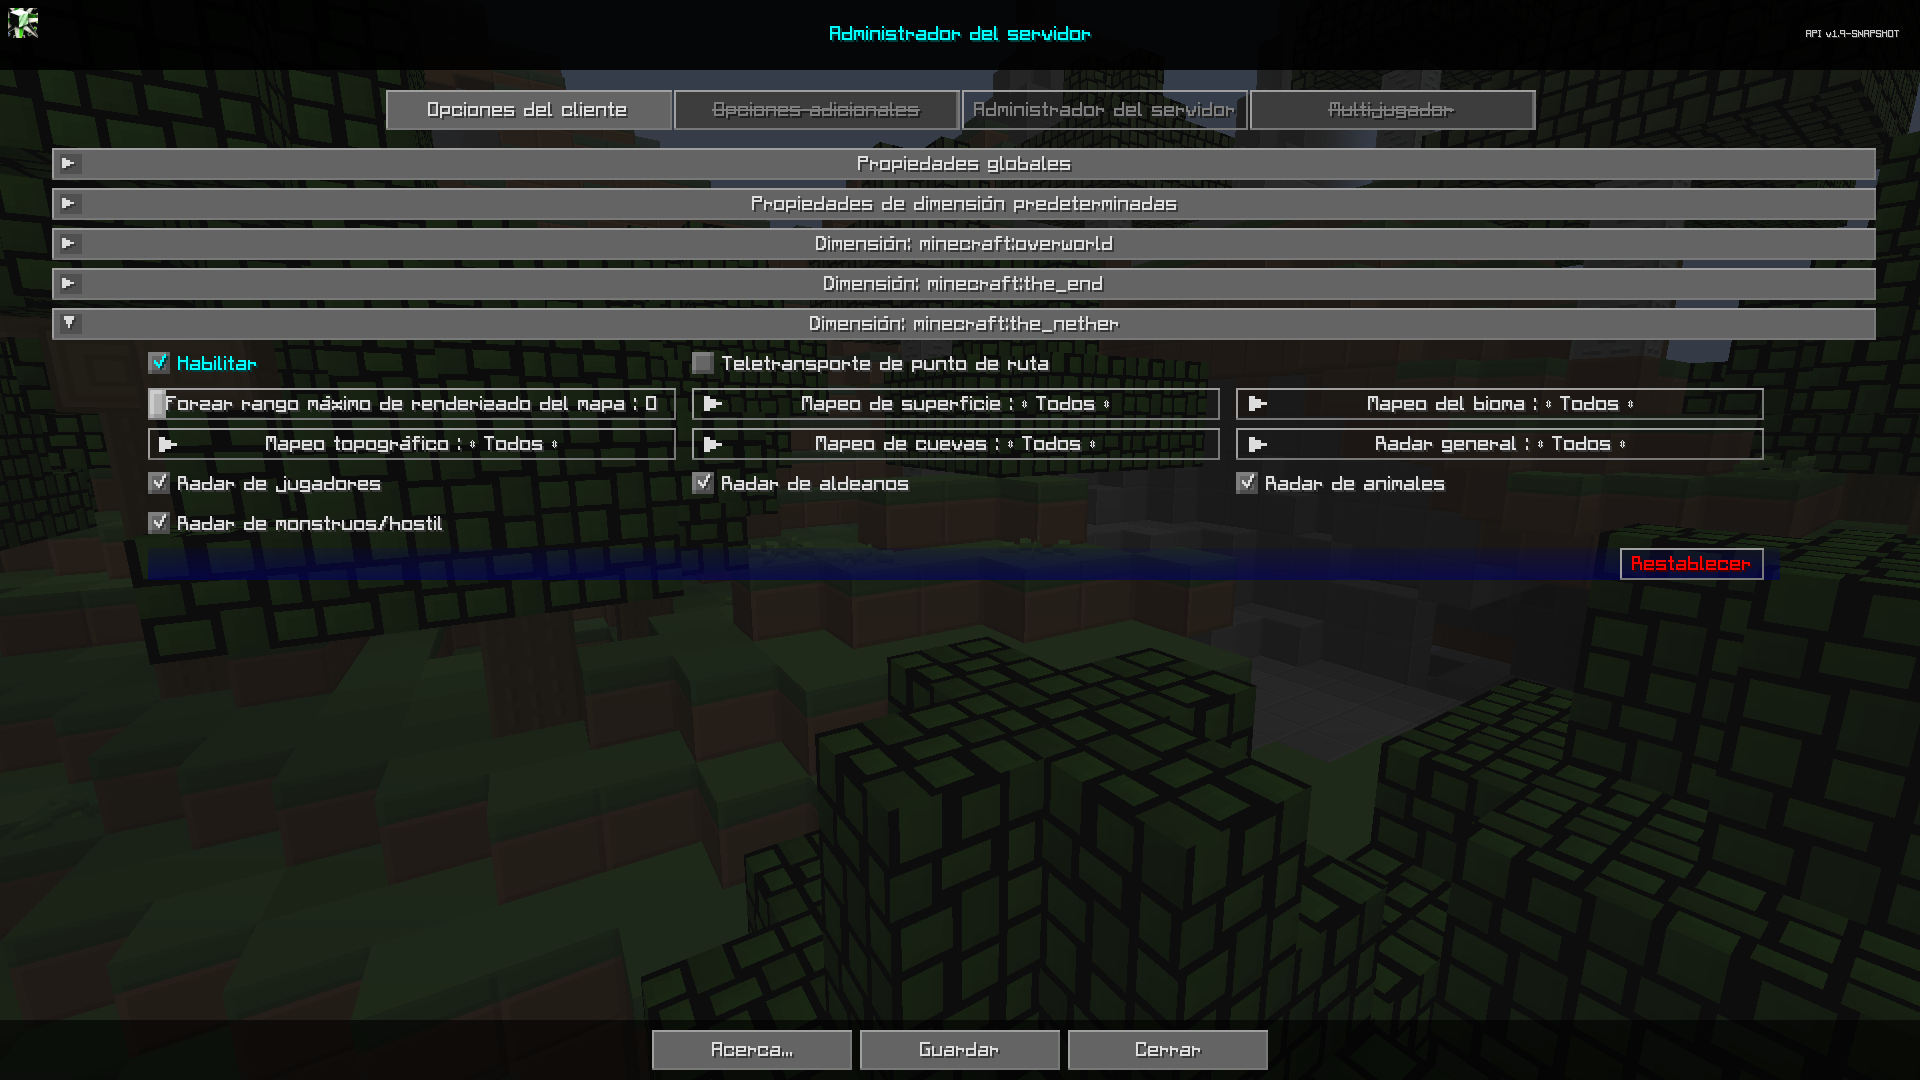 Administrador del servidor
API v1.9-SNAPSHOT
Opciones del cliente
Opciones adicionales
Administrador del servidor
Multijugador
Propiedades globales
Propiedades de dimensión predeterminadas
Dimensión: minecraft:overworld
Dimensión: minecraft:the_end
Dimensión: minecraft:the_nether
Habilitar
Teletransporte de punto de ruta
Forzar rango máximo de renderizado del mapa : 0
Mapeo de superficie : ◦ Todos ◦
Mapeo del bioma : ◦ Todos ◦
Mapeo topográfico : ◦ Todos ◦
Mapeo de cuevas : ◦ Todos ◦
Radar general : ◦ Todos ◦
Radar de jugadores
Radar de aldeanos
Radar de animales
Radar de monstruos/hostil
Restablecer
Acerca...
Guardar
Cerrar